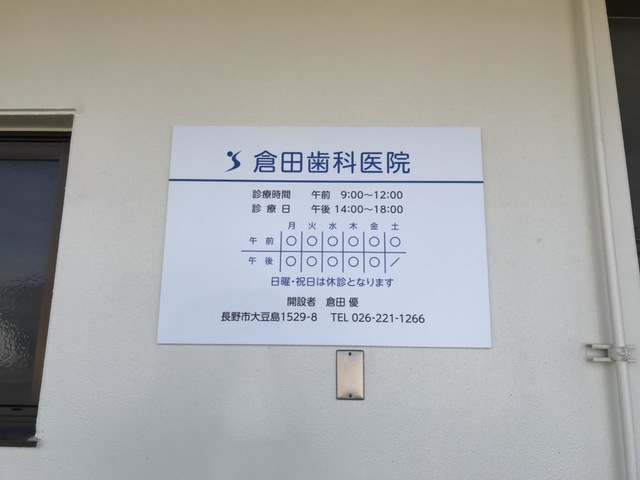 倉田歯科医院
診療時間 午前 9:00～12:00
診療日 午後 14:00～18:00
月 火 水 木 金 土
午前 ○ ○ ○ ○ ○ ○
午後 ○ ○ ○ ○ ○ ／
日曜・祝日は休診となります
開設者 倉田 優
長野市大豆島1529-8 TEL 026-221-1266